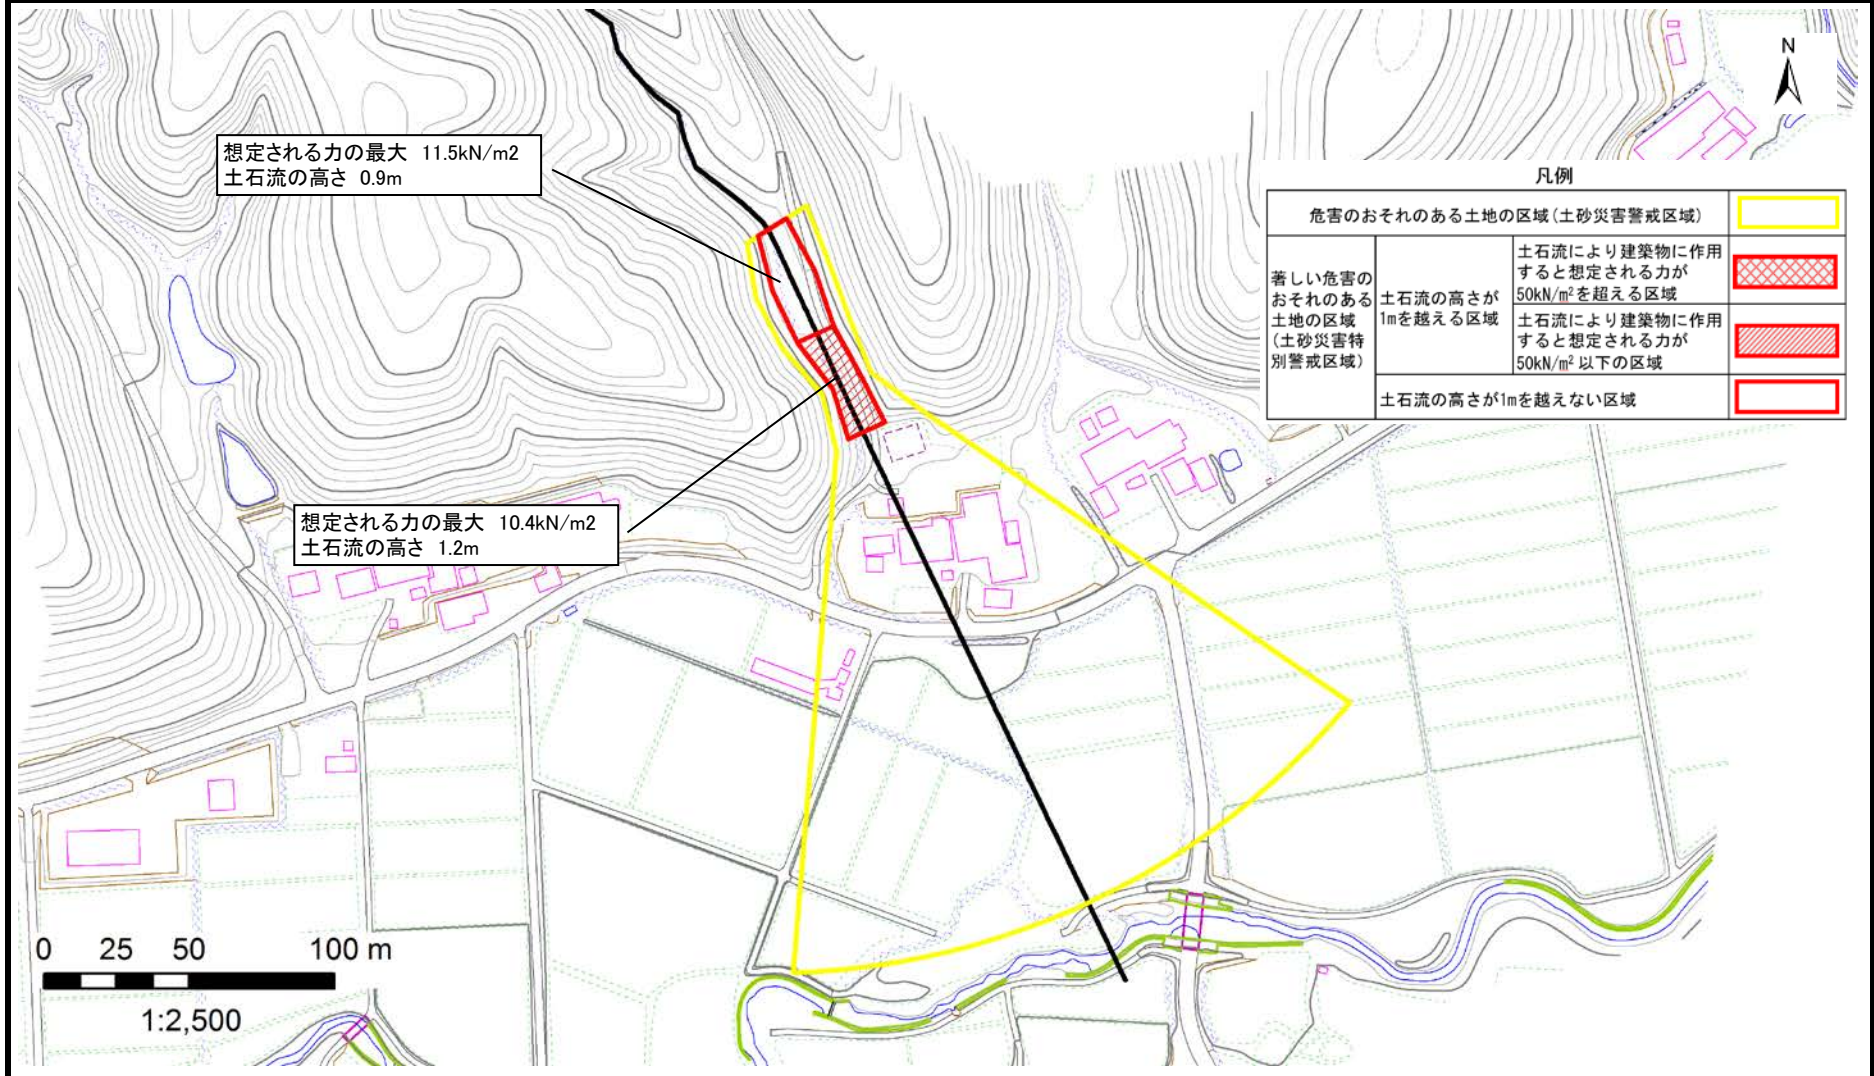 想定される力の最大 11.5kN/m2
土石流の高さ 0.9m
N
凡例
危害のおそれのある土地の区域(土砂災害警戒区域)
著しい危害の
おそれのある
土地の区域
(土砂災害特
別警戒区域)
土石流の高さが
1mを越える区域
土石流により建築物に作用
すると想定される力が
50kN/m²を超える区域
土石流により建築物に作用
すると想定される力が
50kN/m²以下の区域
土石流の高さが1mを越えない区域
想定される力の最大 10.4kN/m2
土石流の高さ 1.2m
0 25 50 100 m
1:2,500